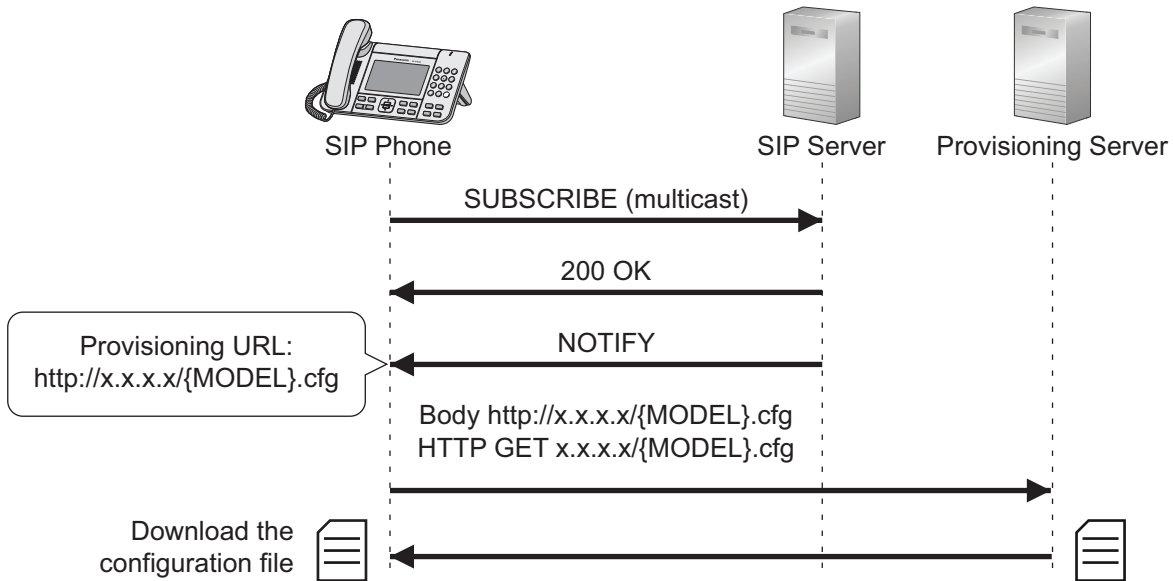 SIP Phone
SIP Server
Provisioning Server
SUBSCRIBE (multicast)
200 OK
NOTIFY
Provisioning URL:
http://x.x.x.x/{MODEL}.cfg
Body http://x.x.x.x/{MODEL}.cfg
HTTP GET x.x.x.x/{MODEL}.cfg
Download the
configuration file